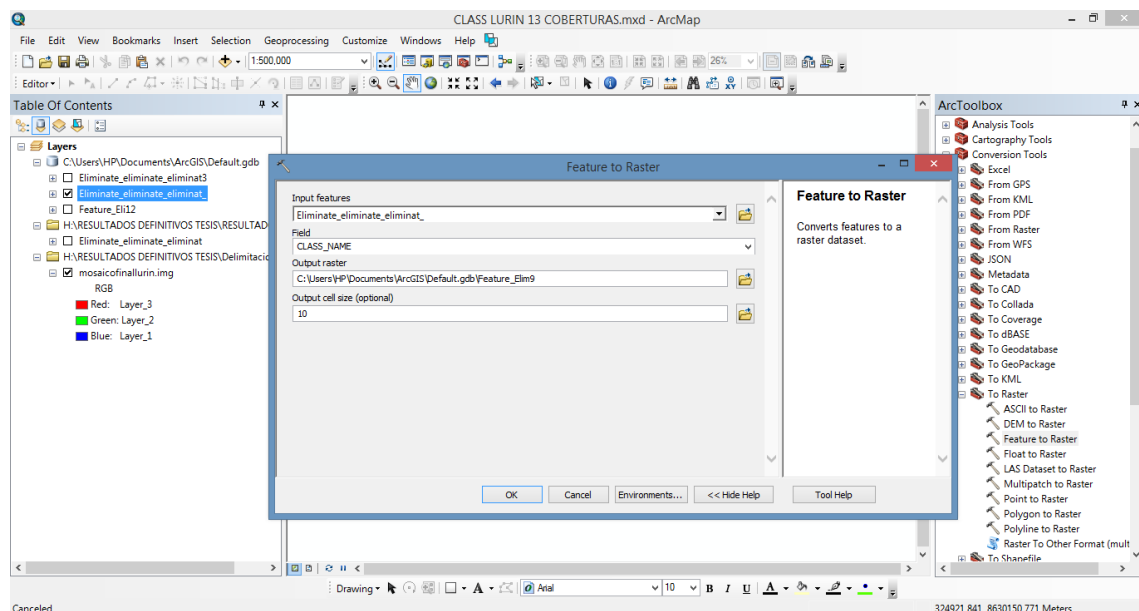 CLASS LURIN 13 COBERTURAS.mxd - ArcMap
File Edit View Bookmarks Insert Selection Geoprocessing Customize Windows Help
1:500,000
26%
Editor
Table Of Contents
Layers
C:\Users\HP\Documents\ArcGIS\Default.gdb
Eliminate_eliminate_eliminat3
Eliminate_eliminate_eliminat_
Feature_Eli12
H:\RESULTADOS DEFINITIVOS TESIS\RESULTAD
Eliminate_eliminate_eliminat
H:\RESULTADOS DEFINITIVOS TESIS\Delimitacio
mosaicofinallurin.img
RGB
Red: Layer_3
Green: Layer_2
Blue: Layer_1
Feature to Raster
Input features
Eliminate_eliminate_eliminat_
Field
CLASS_NAME
Output raster
C:\Users\HP\Documents\ArcGIS\Default.gdb\Feature_Elim9
Output cell size (optional)
10
OK Cancel Environments... << Hide Help Tool Help
Feature to Raster
Converts features to a
raster dataset.
ArcToolbox
Analysis Tools
Cartography Tools
Conversion Tools
Excel
From GPS
From KML
From PDF
From Raster
From WFS
JSON
Metadata
To CAD
To Collada
To Coverage
To dBASE
To Geodatabase
To GeoPackage
To KML
To Raster
ASCII to Raster
DEM to Raster
Feature to Raster
Float to Raster
LAS Dataset to Raster
Multipatch to Raster
Point to Raster
Polygon to Raster
Polyline to Raster
Raster To Other Format (mult
To Shapefile
Drawing A Arial 10 B I U A
Canceled
324921.841 8630150.771 Meters